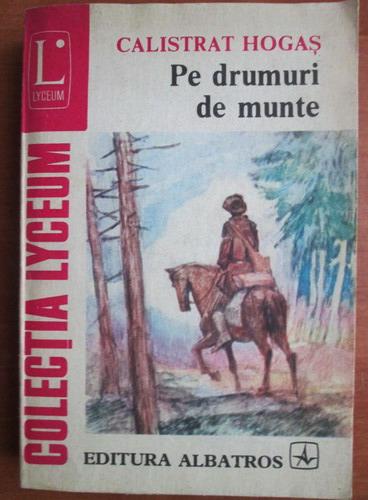 L
LYCEUM
CALISTRAT HOGAȘ
Pe drumuri
de munte
COLECȚIA LYCEUM
EDITURA ALBATROS